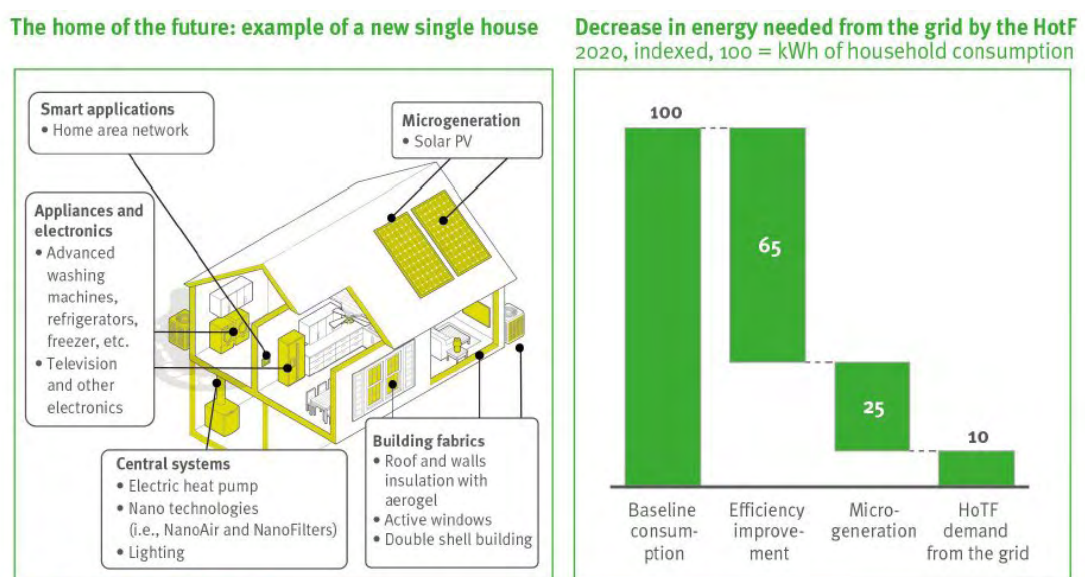 The home of the future: example of a new single house
Smart applications
• Home area network
Microgeneration
• Solar PV
Appliances and
electronics
• Advanced
washing
machines,
refrigerators,
freezer, etc.
• Television
and other
electronics
Central systems
• Electric heat pump
• Nano technologies
(i.e., NanoAir and NanoFilters)
• Lighting
Building fabrics
• Roof and walls
insulation with
aerogel
• Active windows
• Double shell building
Decrease in energy needed from the grid by the HotF
2020, indexed, 100 = kWh of household consumption
100
65
25
10
Baseline
consum-
ption
Efficiency
improve-
ment
Micro-
generation
HoTF
demand
from the grid